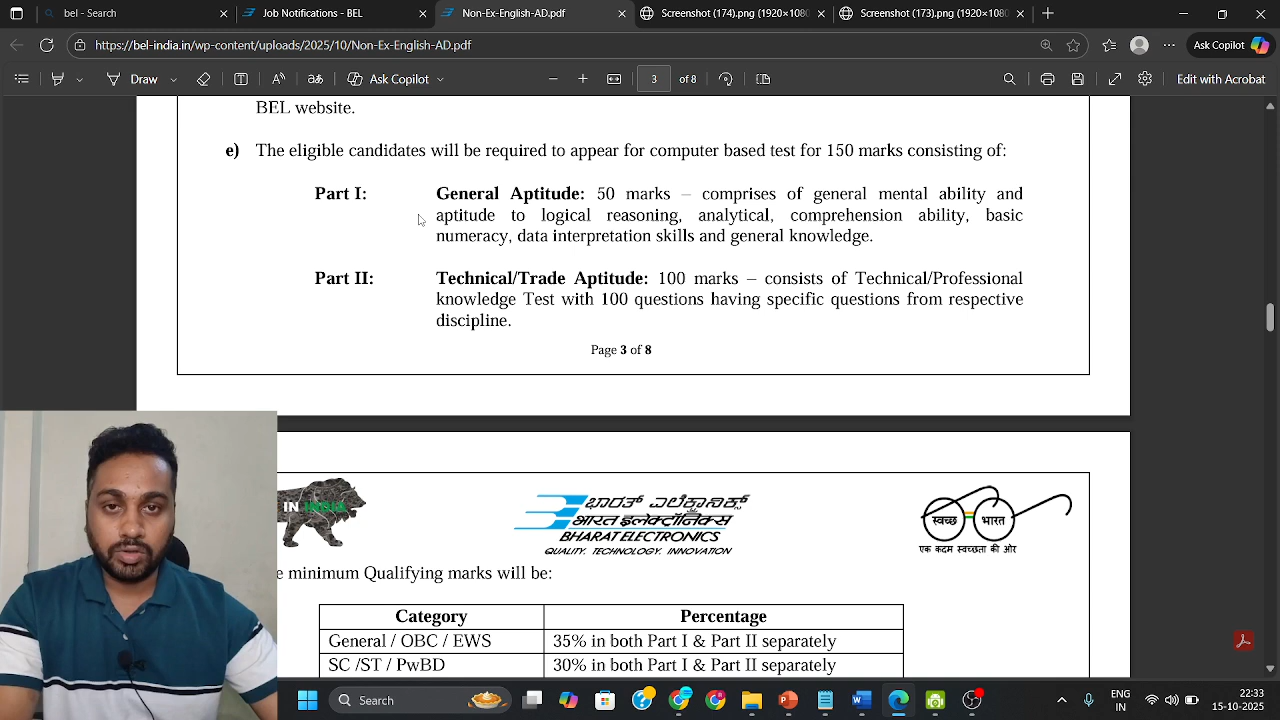 bel - Search
Job Notifications - BEL
Non-Ex-English-AD.pdf
Screenshot (174).png (1920×1080
Screenshot (173).png (1920×1080
https://bel-india.in/wp-content/uploads/2025/10/Non-Ex-English-AD.pdf
Ask Copilot
Draw
Ask Copilot
3 of 8
Edit with Acrobat
BEL website.
e) The eligible candidates will be required to appear for computer based test for 150 marks consisting of:
Part I: General Aptitude: 50 marks – comprises of general mental ability and
aptitude to logical reasoning, analytical, comprehension ability, basic
numeracy, data interpretation skills and general knowledge.
Part II: Technical/Trade Aptitude: 100 marks – consists of Technical/Professional
knowledge Test with 100 questions having specific questions from respective
discipline.
Page 3 of 8
IN INDIA
ಭಾರತ್ ಎಲೆಕ್ಟ್ರಾನಿಕ್ಸ್
भारत इलेक्ट्रॉनिक्स
BHARAT ELECTRONICS
QUALITY. TECHNOLOGY. INNOVATION
स्वच्छ भारत
एक कदम स्वच्छता की ओर
e minimum Qualifying marks will be:
Category Percentage
General / OBC / EWS 35% in both Part I & Part II separately
SC /ST / PwBD 30% in both Part I & Part II separately
Search
ENG
IN
22:33
15-10-2025